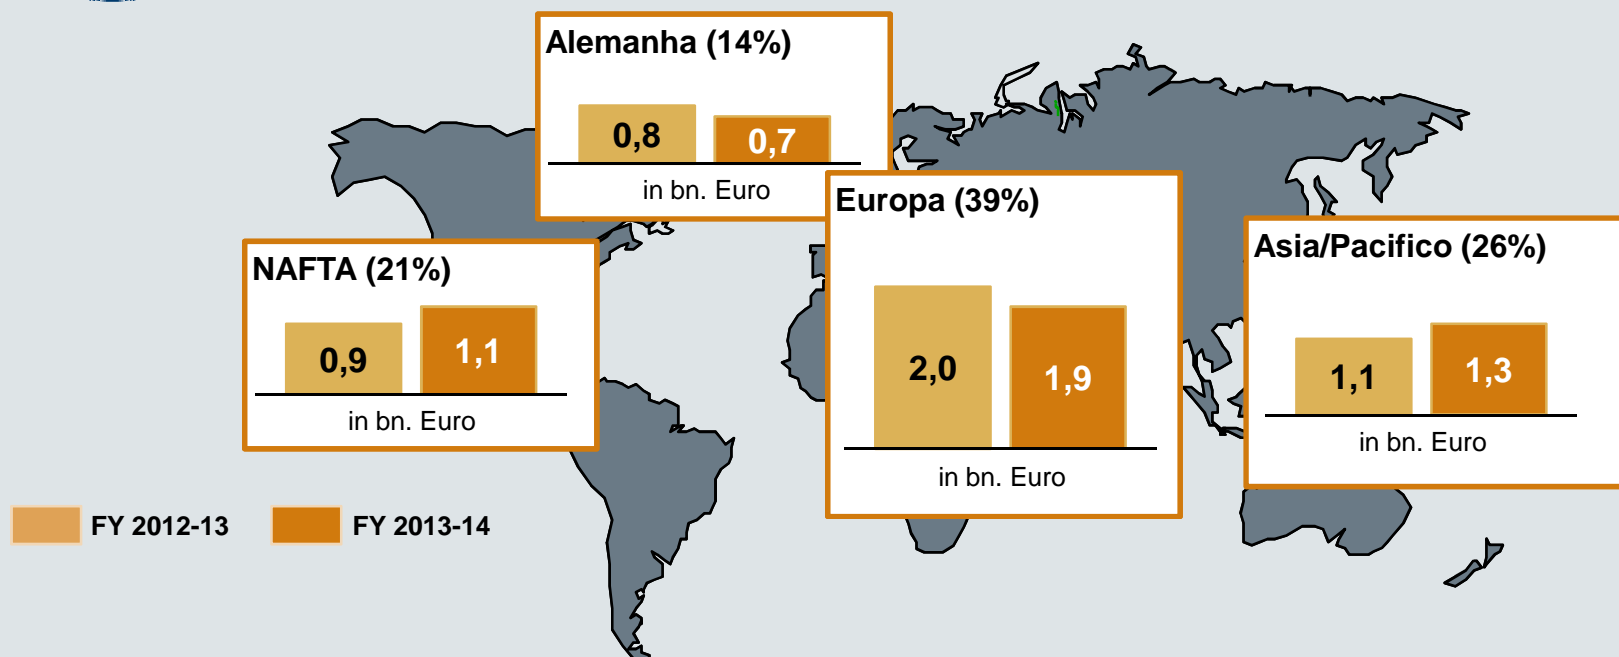 Alemanha (14%)
0,8
0,7
in bn. Euro
Europa (39%)
2,0
1,9
in bn. Euro
Asia/Pacifico (26%)
1,1
1,3
in bn. Euro
NAFTA (21%)
0,9
1,1
in bn. Euro
FY 2012-13
FY 2013-14